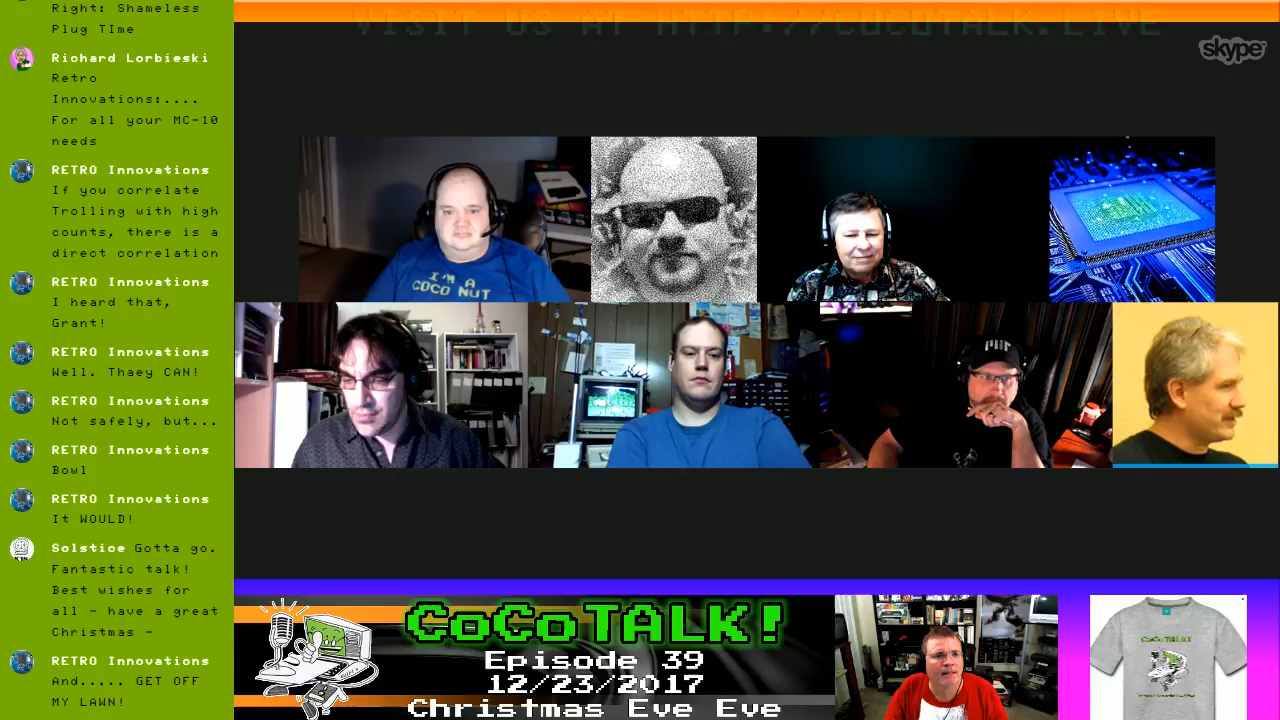 Right: Shameless
Plug TIme
Richard Lorbieski
Retro
Innovations:....
For all your MC-10
needs
RETRO Innovations
If you correlate
Trolling with high
counts, there is a
direct correlation
RETRO Innovations
I heard that,
Grant!
RETRO Innovations
Well. Thaey CAN!
RETRO Innovations
Not safely, but...
RETRO Innovations
Bowl
RETRO Innovations
It WOULD!
Solstice Gotta go.
Fantastic talk!
Best wishes for
all - have a great
Christmas -
RETRO Innovations
And..... GET OFF
MY LAWN!
VISIT US AT HTTP://COCOTALK.LIVE
skype
I'M A
COCO NUT
CoCoTALK!
Episode 39
12/23/2017
Christmas Eve Eve
CoCoTALK!